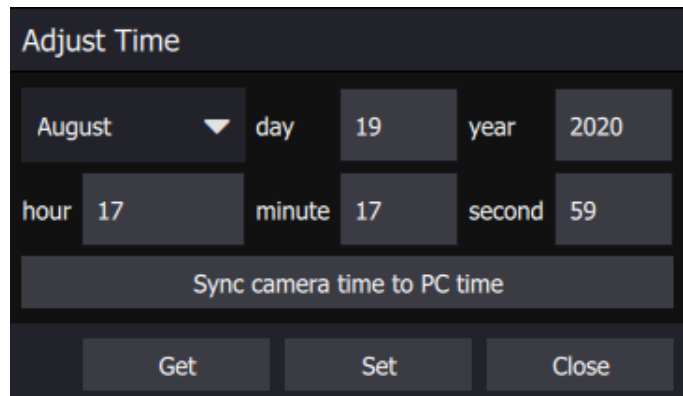 Adjust Time
August day 19 year 2020
hour 17 minute 17 second 59
Sync camera time to PC time
Get Set Close